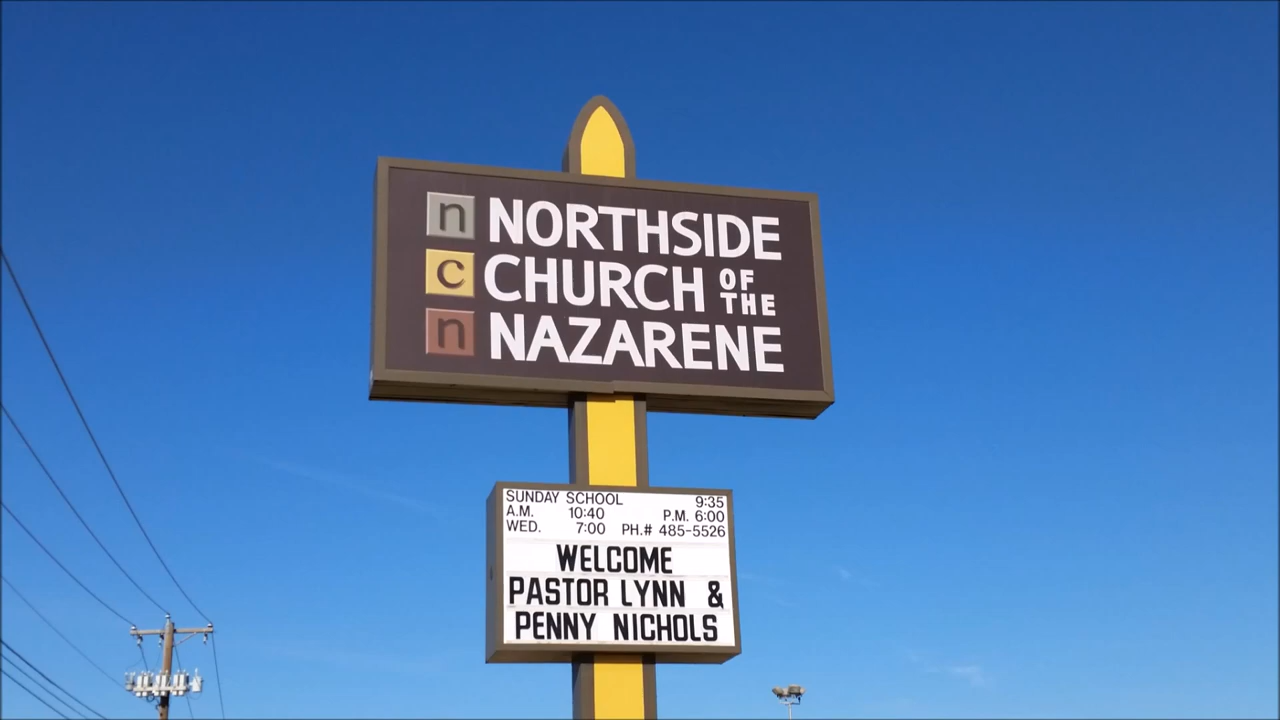 n NORTHSIDE
c CHURCH OF THE
n NAZARENE
SUNDAY SCHOOL 9:35
A.M. 10:40 P.M. 6:00
WED. 7:00 PH.# 485-5526
WELCOME
PASTOR LYNN &
PENNY NICHOLS